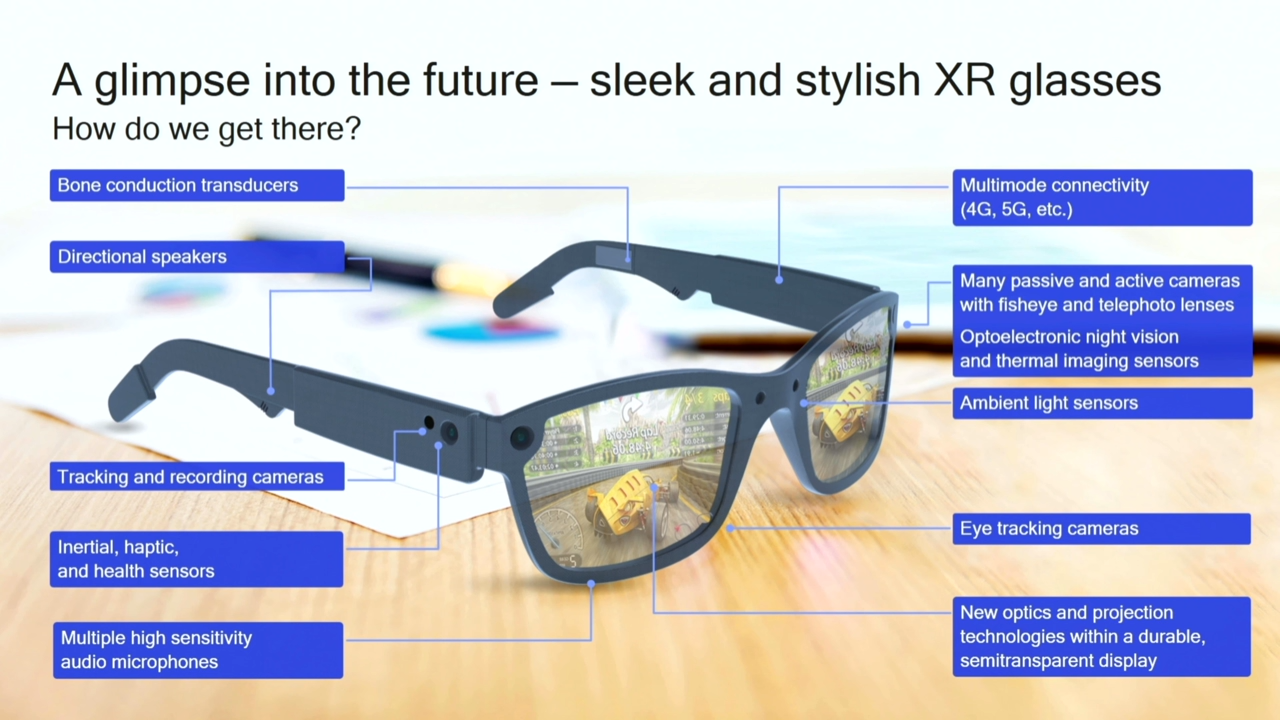 A glimpse into the future – sleek and stylish XR glasses
How do we get there?
Bone conduction transducers
Directional speakers
Tracking and recording cameras
Inertial, haptic,
and health sensors
Multiple high sensitivity
audio microphones
Multimode connectivity
(4G, 5G, etc.)
Many passive and active cameras
with fisheye and telephoto lenses
Optoelectronic night vision
and thermal imaging sensors
Ambient light sensors
Eye tracking cameras
New optics and projection
technologies within a durable,
semitransparent display